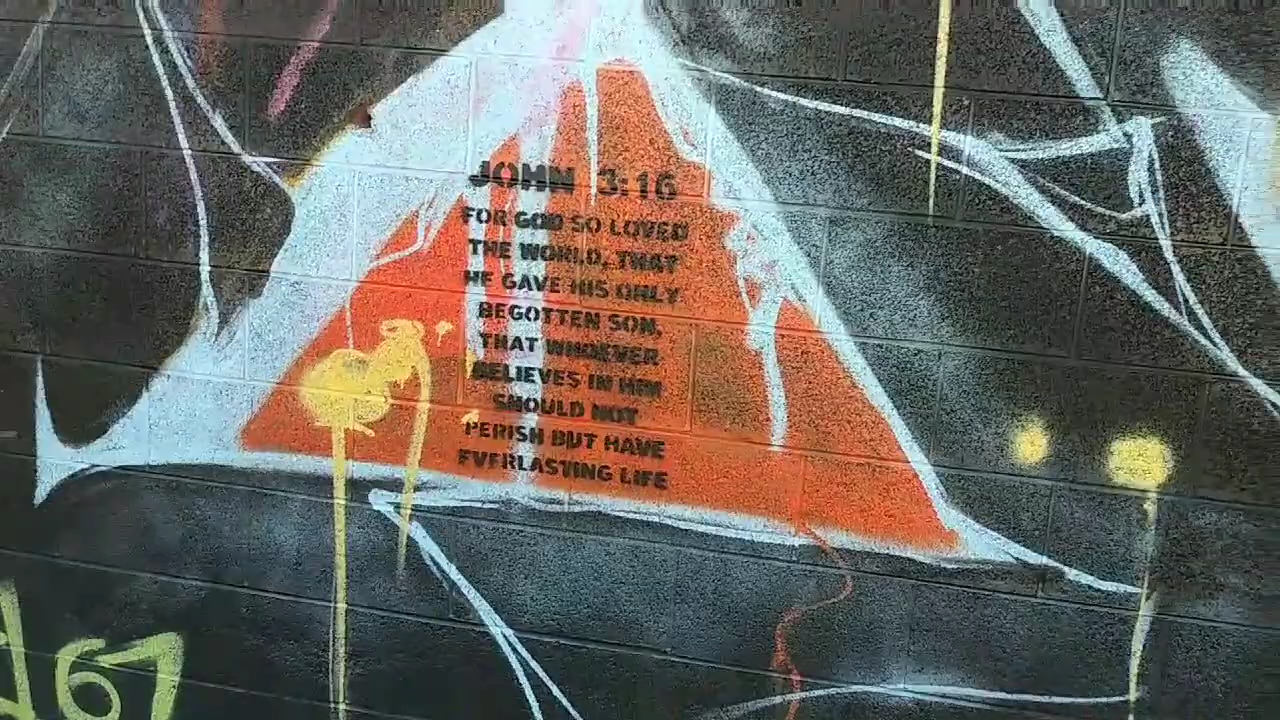 JOHN 3:16
FOR GOD SO LOVED
THE WORLD, THAT
HE GAVE HIS ONLY
BEGOTTEN SON,
THAT WHOEVER
BELIEVES IN HIM
SHOULD NOT
PERISH BUT HAVE
EVERLASTING LIFE
67